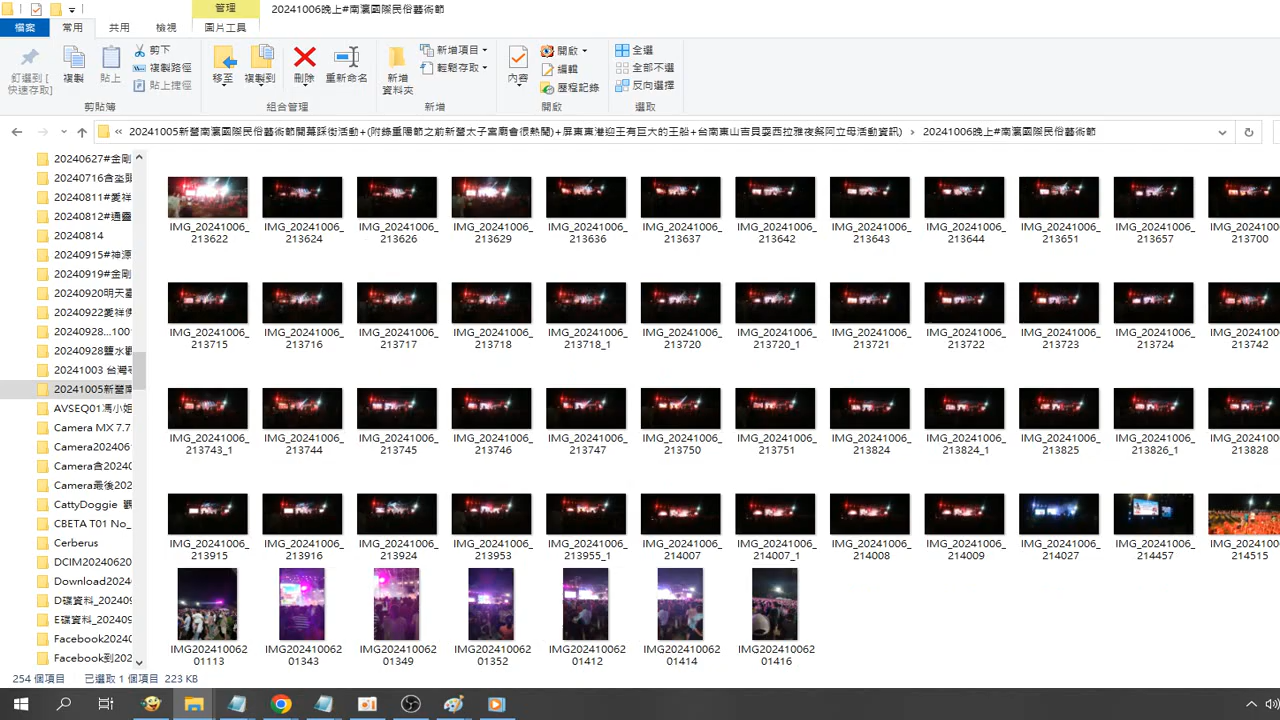 管理
20241006晚上#南瀛國際民俗藝術節
檔案
常用
共用
檢視
圖片工具
釘選到 [
快速存取]
複製
貼上
剪下
複製路徑
貼上捷徑
剪貼簿
移至
複製到
刪除
重新命名
組合管理
新增
資料夾
新增項目
輕鬆存取
新增
內容
開啟
編輯
歷程記錄
開啟
全選
全部不選
反向選擇
選取
20241005新營南瀛國際民俗藝術節開幕踩街活動+(附錄重陽節之前新營太子宮廟會很熱鬧)+屏東東港迎王有巨大的王船+台南東山吉貝耍西拉雅夜祭阿立母活動資訊)
20241006晚上#南瀛國際民俗藝術節
20240627#金剛
20240716含坔頭
20240811#愛祥
20240812#通靈
20240814
20240915#神源
20240919#金剛
20240920明天臺
20240922愛祥佛
20240928...100
20240928鹽水觀
20241003 台灣
20241005新營南
AVSEQ01馮小姐
Camera MX 7.7
Camera202406
Camera含20240
Camera最後202
CattyDoggie 觀
CBETA T01 No_
Cerberus
DCIM20240620
Download2024
D碟資料_202409
E碟資料_20240
Facebook20240
Facebook到202
IMG_20241006_213622
IMG_20241006_213624
IMG_20241006_213626
IMG_20241006_213629
IMG_20241006_213636
IMG_20241006_213637
IMG_20241006_213642
IMG_20241006_213643
IMG_20241006_213644
IMG_20241006_213651
IMG_20241006_213657
IMG_2024100 213700
IMG_20241006_213715
IMG_20241006_213716
IMG_20241006_213717
IMG_20241006_213718
IMG_20241006_213718_1
IMG_20241006_213720
IMG_20241006_213720_1
IMG_20241006_213721
IMG_20241006_213722
IMG_20241006_213723
IMG_20241006_213724
IMG_2024100 213742
IMG_20241006_213743_1
IMG_20241006_213744
IMG_20241006_213745
IMG_20241006_213746
IMG_20241006_213747
IMG_20241006_213750
IMG_20241006_213751
IMG_20241006_213824
IMG_20241006_213824_1
IMG_20241006_213825
IMG_20241006_213826_1
IMG_2024100 213828
IMG_20241006_213915
IMG_20241006_213916
IMG_20241006_213924
IMG_20241006_213953
IMG_20241006_213955_1
IMG_20241006_214007
IMG_20241006_214007_1
IMG_20241006_214008
IMG_20241006_214009
IMG_20241006_214027
IMG_20241006_214457
IMG_2024100 214515
IMG20241006201113
IMG20241006201343
IMG20241006201349
IMG20241006201352
IMG20241006201412
IMG20241006201414
IMG20241006201416
254 個項目
已選取 1 個項目 223 KB